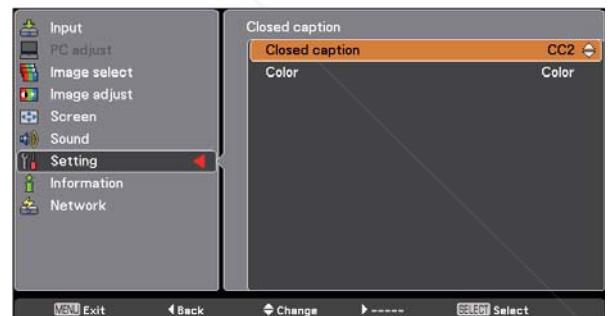 Input
PC adjust
Image select
Image adjust
Screen
Sound
Setting
Information
Network
Closed caption
Closed caption CC2
Color Color
MENU Exit Back Change ----- SELECT Select